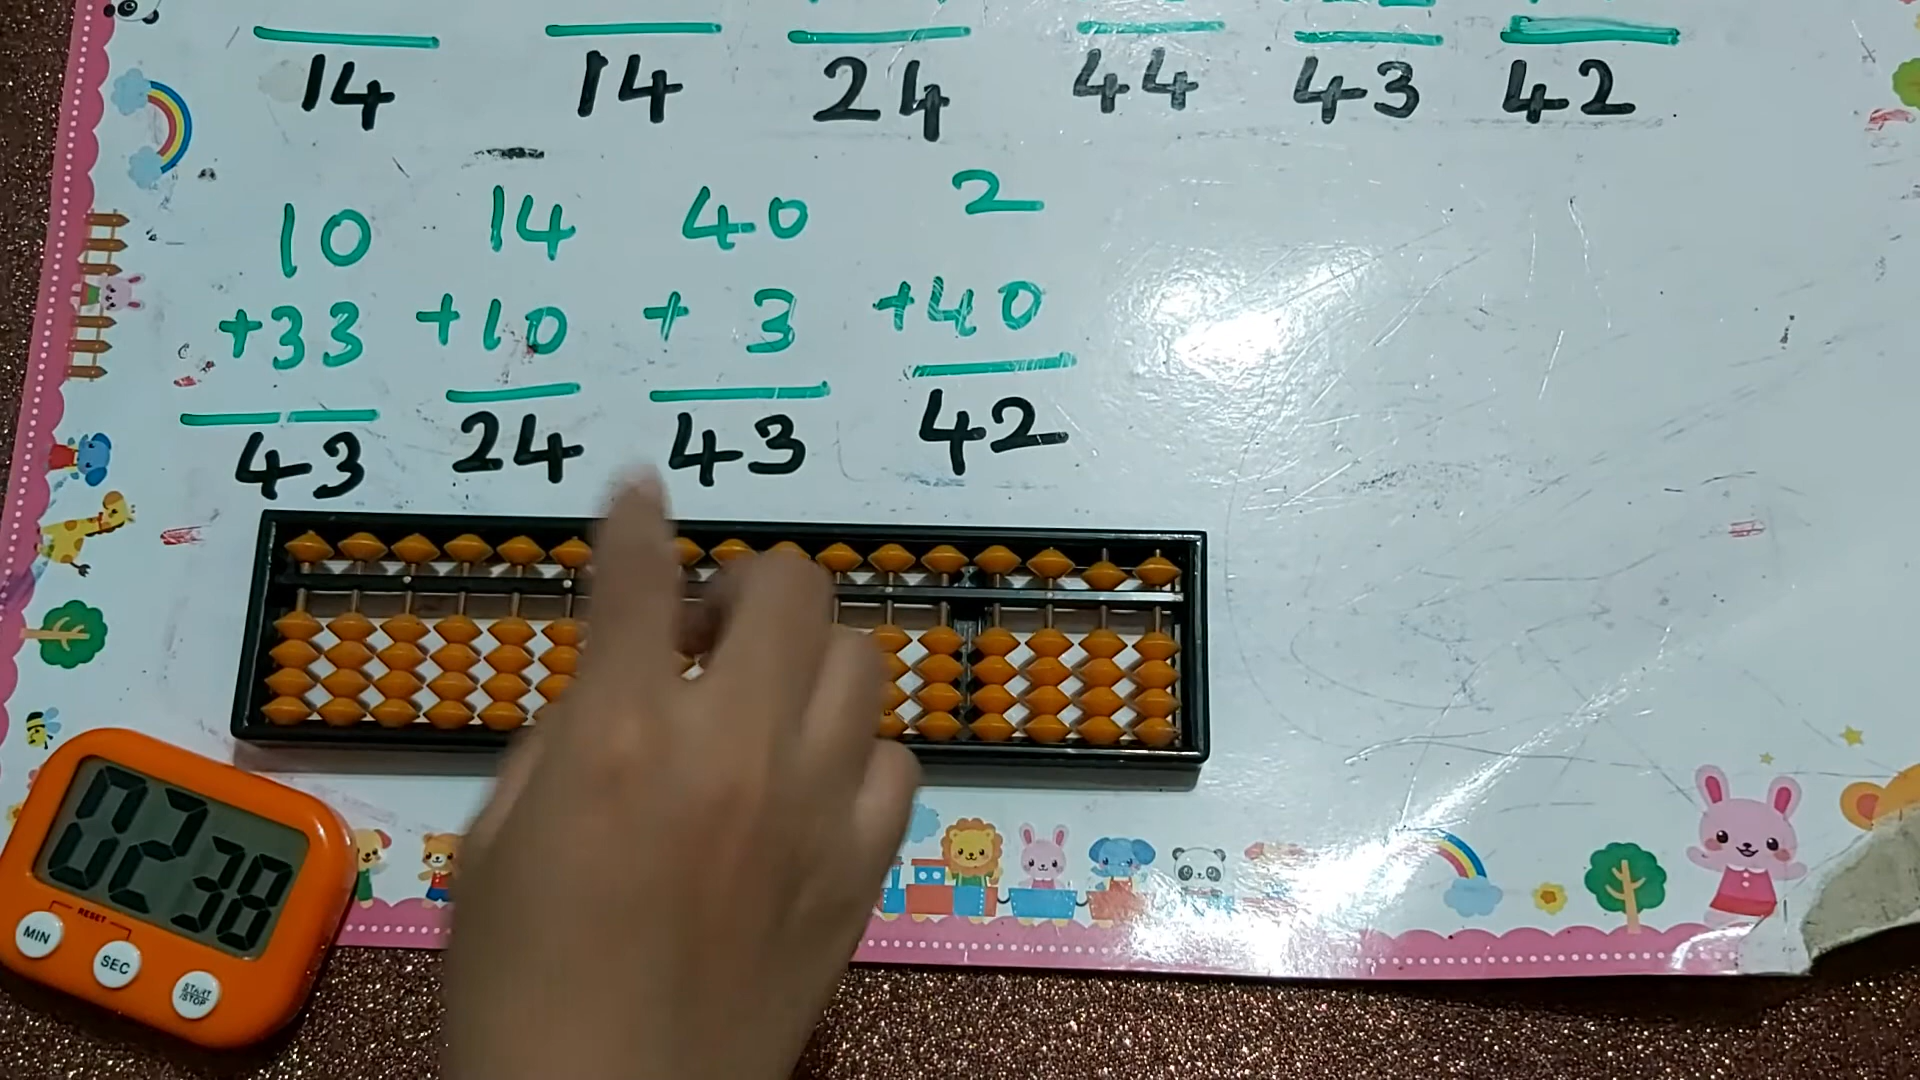 14 14 24 44 43 42
10 14 40 2
+33 +10 + 3 +40
43 24 43 42
02 38
RESET
MIN
SEC
START
/STOP